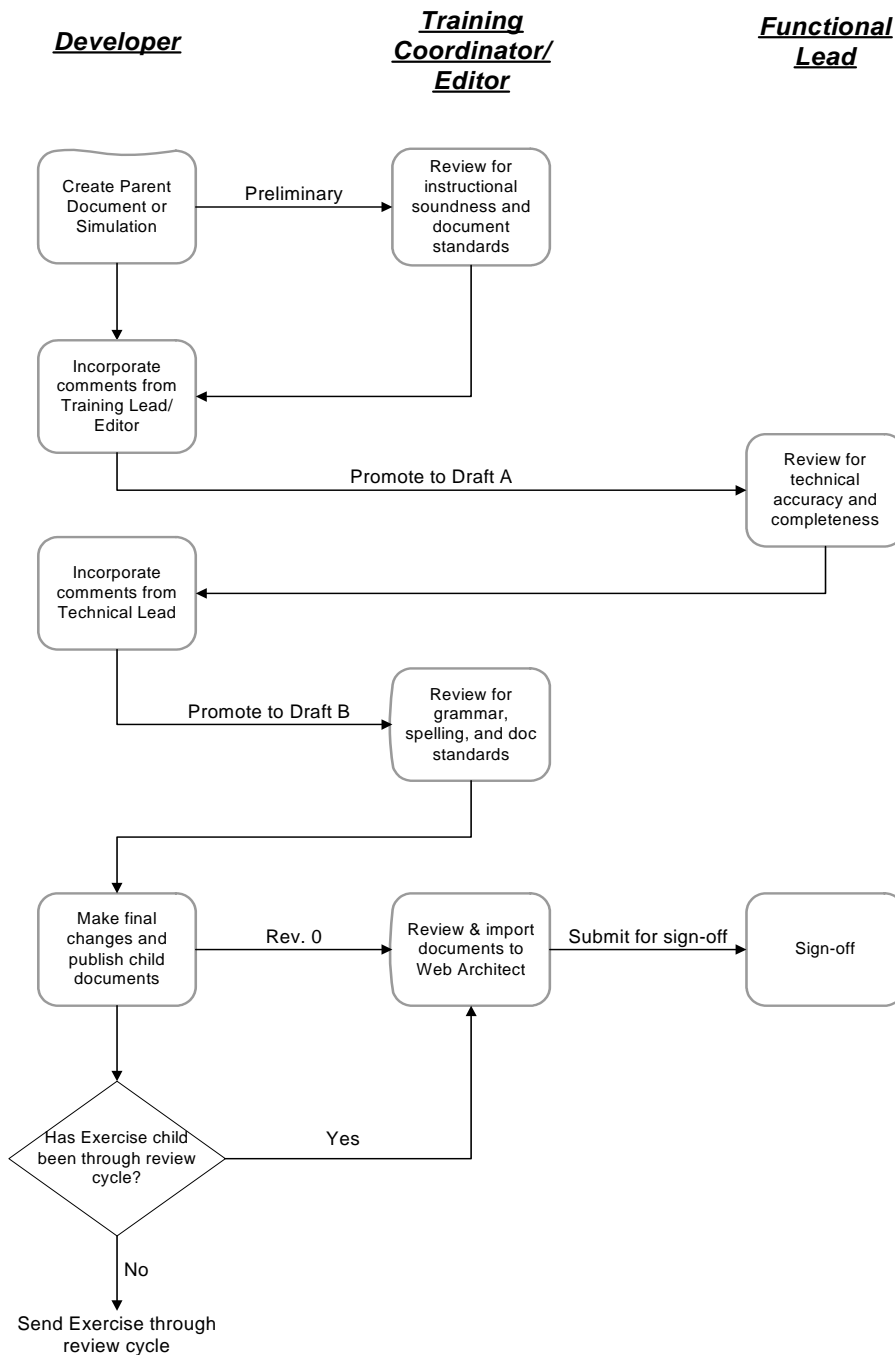 Developer
Training
Coordinator/
Editor
Functional
Lead
Create Parent
Document or
Simulation
Preliminary
Review for
instructional
soundness and
document
standards
Incorporate
comments from
Training Lead/
Editor
Promote to Draft A
Review for
technical
accuracy and
completeness
Incorporate
comments from
Technical Lead
Promote to Draft B
Review for
grammar,
spelling, and doc
standards
Make final
changes and
publish child
documents
Rev. 0
Review & import
documents to
Web Architect
Submit for sign-off
Sign-off
Has Exercise child
been through review
cycle?
Yes
No
Send Exercise through
review cycle